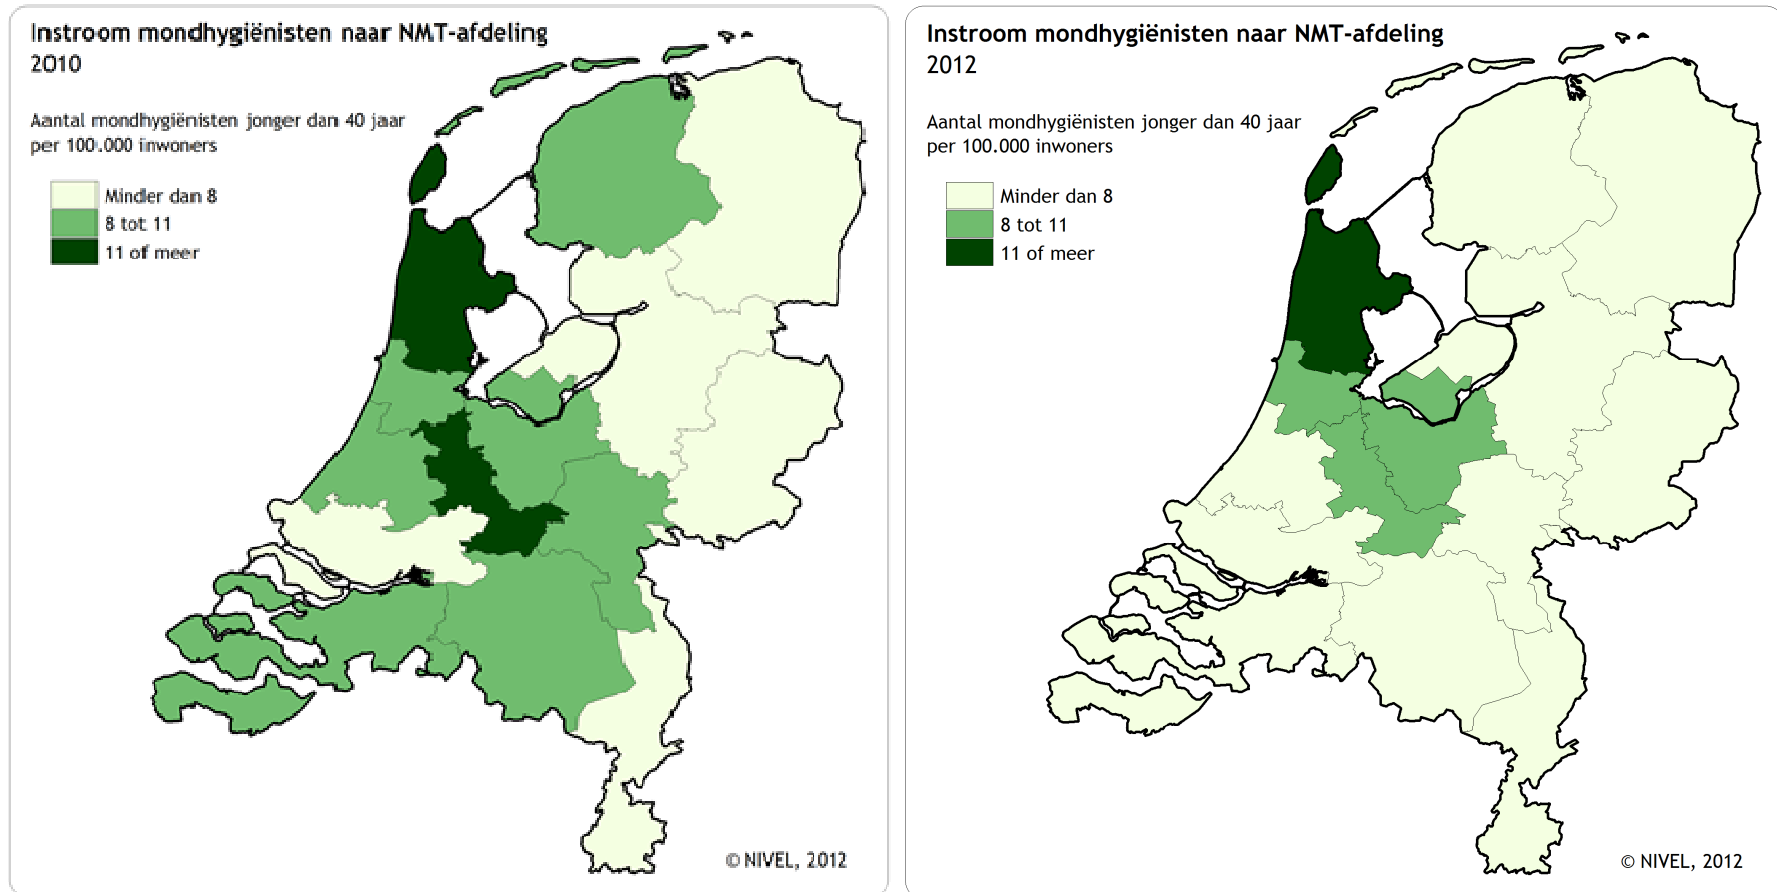 Instroom mondhygiënisten naar NMT-afdeling
2010
Aantal mondhygiënisten jonger dan 40 jaar
per 100.000 inwoners
Minder dan 8
8 tot 11
11 of meer
© NIVEL, 2012
Instroom mondhygiënisten naar NMT-afdeling
2012
Aantal mondhygiënisten jonger dan 40 jaar
per 100.000 inwoners
Minder dan 8
8 tot 11
11 of meer
© NIVEL, 2012